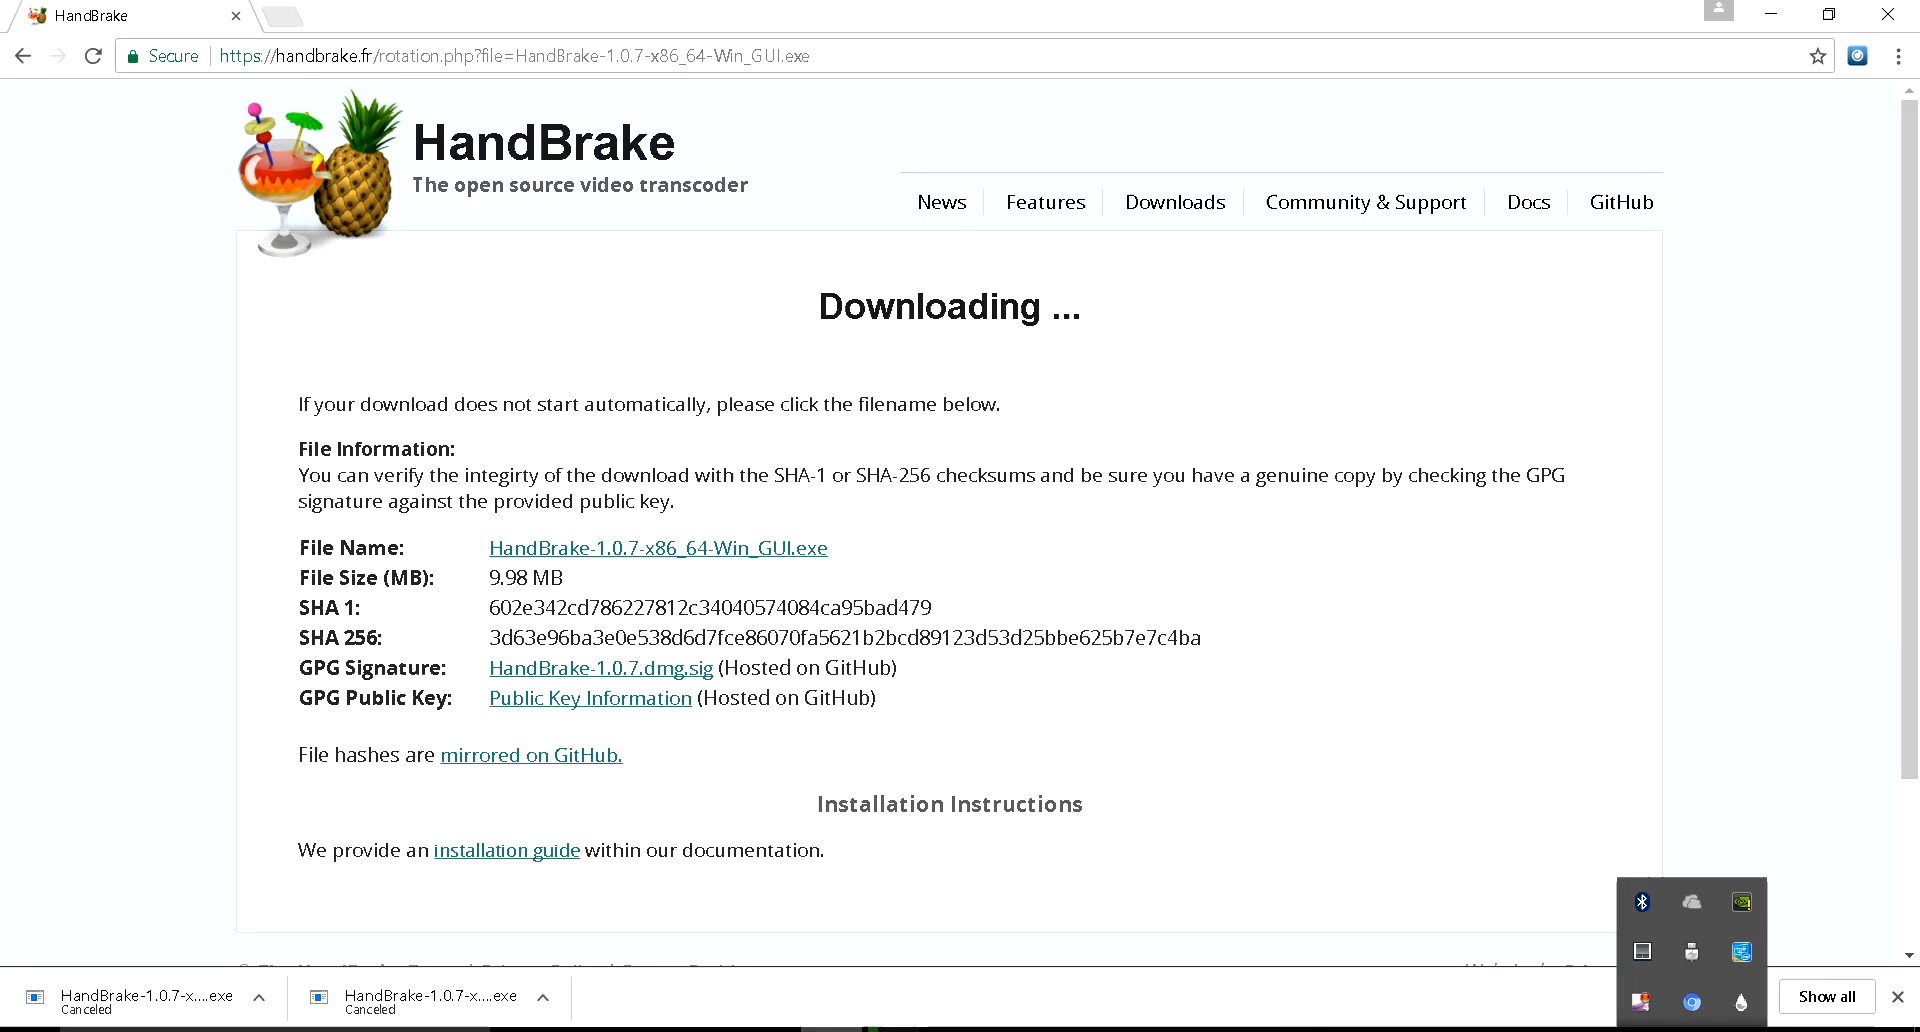 HandBrake
Secure https://handbrake.fr/rotation.php?file=HandBrake-1.0.7-x86_64-Win_GUI.exe
HandBrake
The open source video transcoder
News Features Downloads Community & Support Docs GitHub
Downloading ...
If your download does not start automatically, please click the filename below.
File Information:
You can verify the integirty of the download with the SHA-1 or SHA-256 checksums and be sure you have a genuine copy by checking the GPG
signature against the provided public key.
File Name: HandBrake-1.0.7-x86_64-Win_GUI.exe
File Size (MB): 9.98 MB
SHA 1: 602e342cd786227812c34040574084ca95bad479
SHA 256: 3d63e96ba3e0e538d6d7fce86070fa5621b2bcd89123d53d25bbe625b7e7c4ba
GPG Signature: HandBrake-1.0.7.dmg.sig (Hosted on GitHub)
GPG Public Key: Public Key Information (Hosted on GitHub)
File hashes are mirrored on GitHub.
Installation Instructions
We provide an installation guide within our documentation.
HandBrake-1.0.7-x....exe
Canceled
HandBrake-1.0.7-x....exe
Canceled
Show all